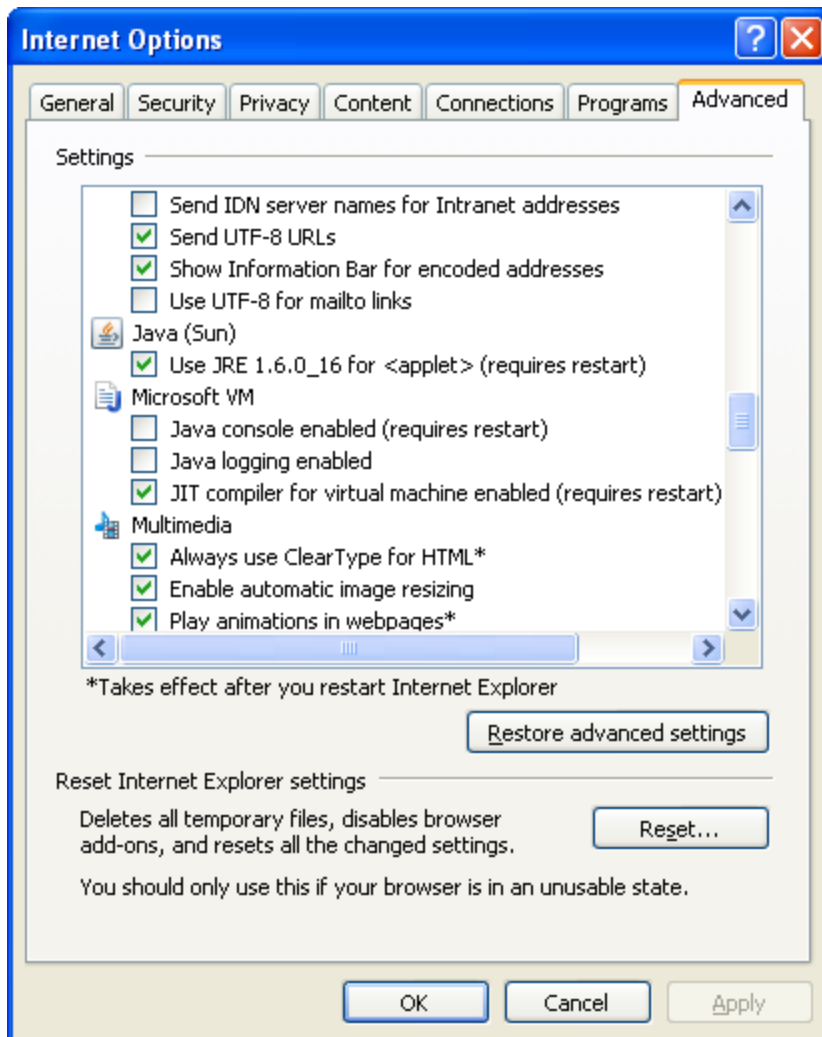 Internet Options
General Security Privacy Content Connections Programs Advanced
Settings
Send IDN server names for Intranet addresses
Send UTF-8 URLs
Show Information Bar for encoded addresses
Use UTF-8 for mailto links
Java (Sun)
Use JRE 1.6.0_16 for <applet> (requires restart)
Microsoft VM
Java console enabled (requires restart)
Java logging enabled
JIT compiler for virtual machine enabled (requires restart)
Multimedia
Always use ClearType for HTML*
Enable automatic image resizing
Play animations in webpages*
*Takes effect after you restart Internet Explorer
Restore advanced settings
Reset Internet Explorer settings
Deletes all temporary files, disables browser
add-ons, and resets all the changed settings.
Reset...
You should only use this if your browser is in an unusable state.
OK Cancel Apply